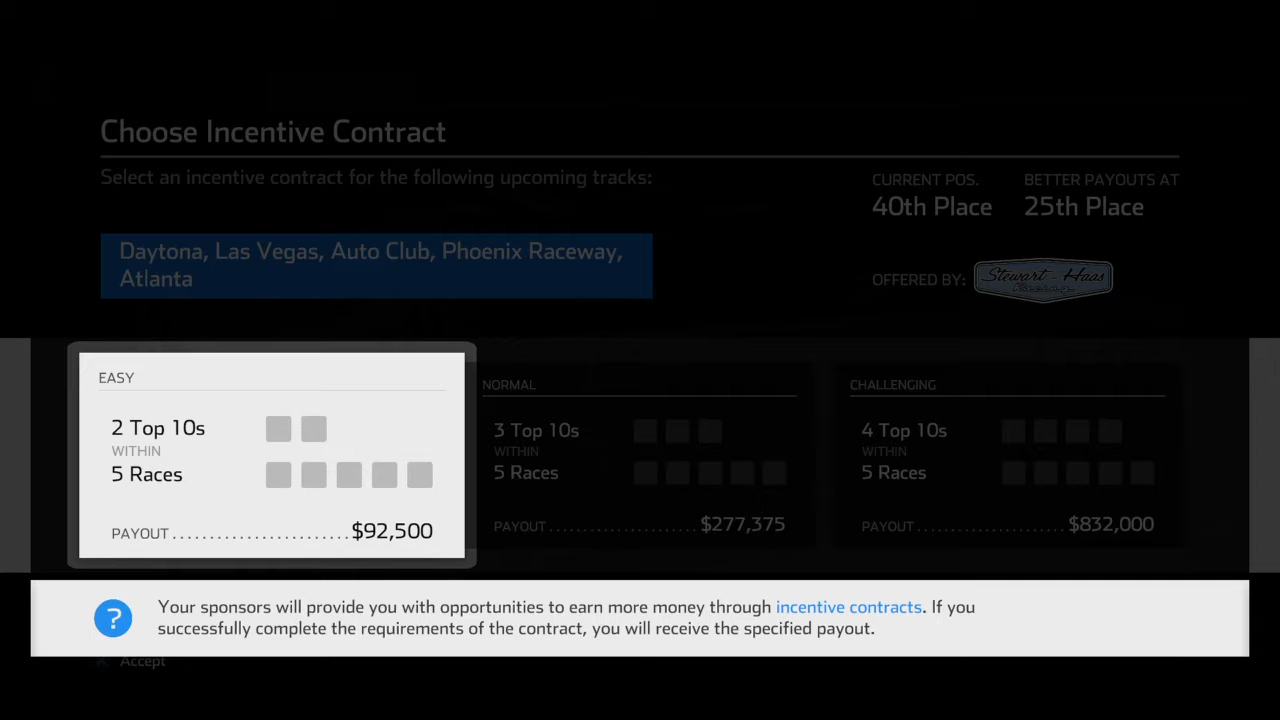 Choose Incentive Contract
Select an incentive contract for the following upcoming tracks:
CURRENT POS.
40th Place
BETTER PAYOUTS AT
25th Place
Daytona, Las Vegas, Auto Club, Phoenix Raceway,
Atlanta
OFFERED BY:
Stewart-Haas
Racing
EASY
2 Top 10s
WITHIN
5 Races
PAYOUT ........................ $92,500
NORMAL
3 Top 10s
WITHIN
5 Races
PAYOUT ........................ $277,375
CHALLENGING
4 Top 10s
WITHIN
5 Races
PAYOUT ........................ $832,000
?
Your sponsors will provide you with opportunities to earn more money through incentive contracts. If you
successfully complete the requirements of the contract, you will receive the specified payout.
Accept